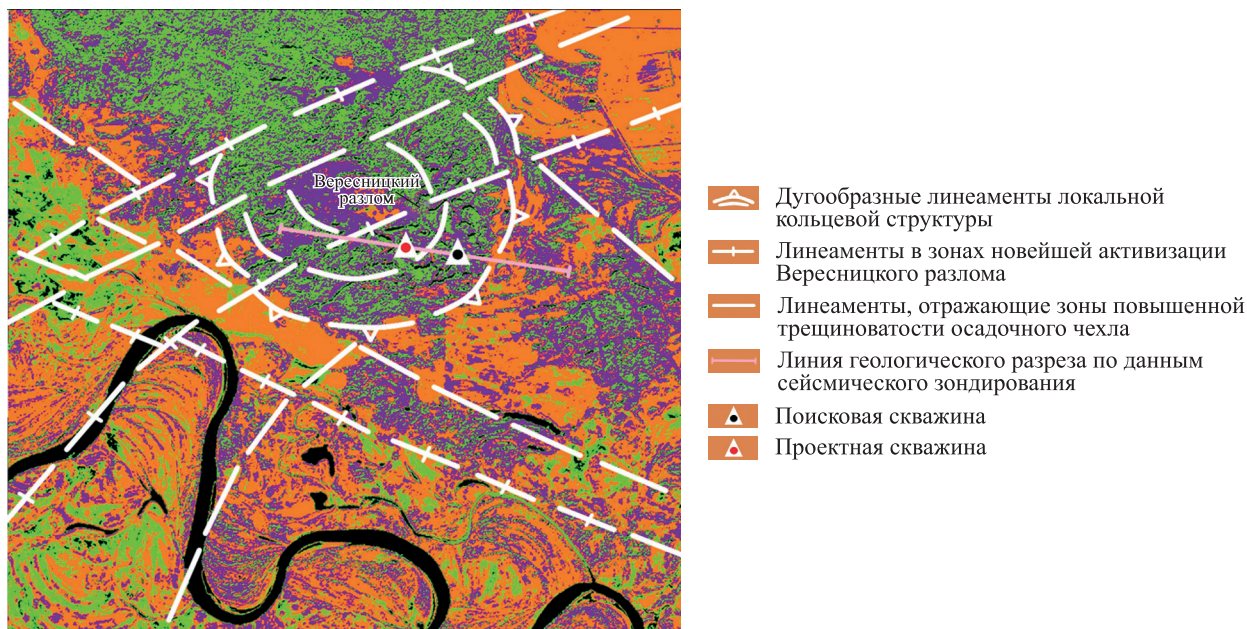 Вересницкий
разлом
Дугообразные линеаменты локальной
кольцевой структуры
Линеаменты в зонах новейшей активизации
Вересницкого разлома
Линеаменты, отражающие зоны повышенной
трещиноватости осадочного чехла
Линия геологического разреза по данным
сейсмического зондирования
Поисковая скважина
Проектная скважина